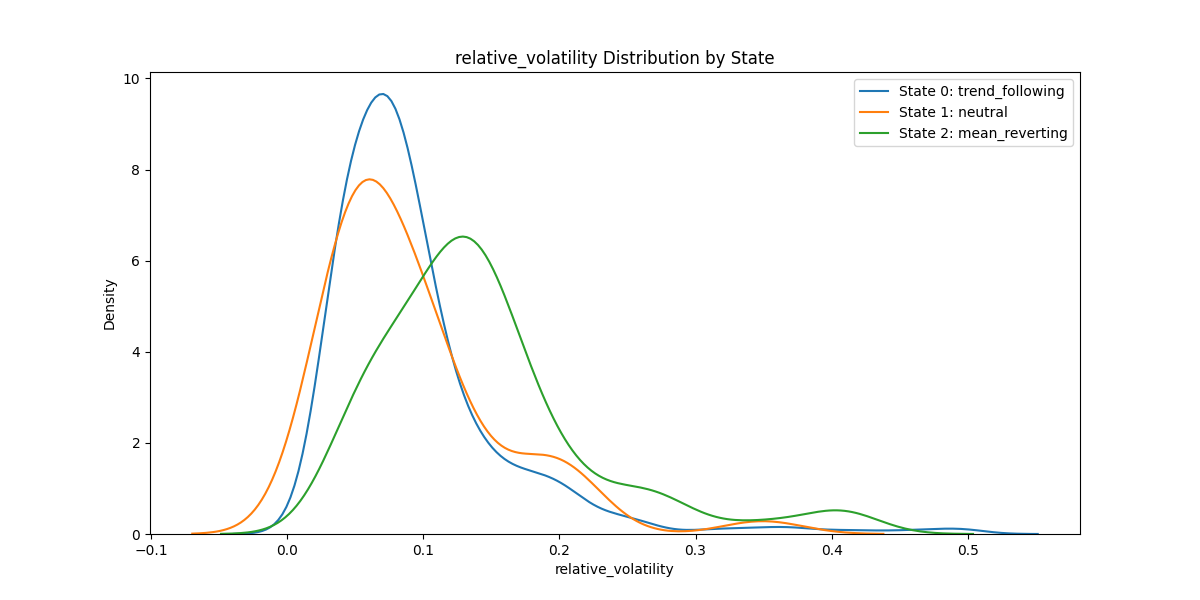 relative_volatility Distribution by State
State 0: trend_following
State 1: neutral
State 2: mean_reverting
Density
10
8
6
4
2
0
−0.1
0.0
0.1
0.2
0.3
0.4
0.5
relative_volatility